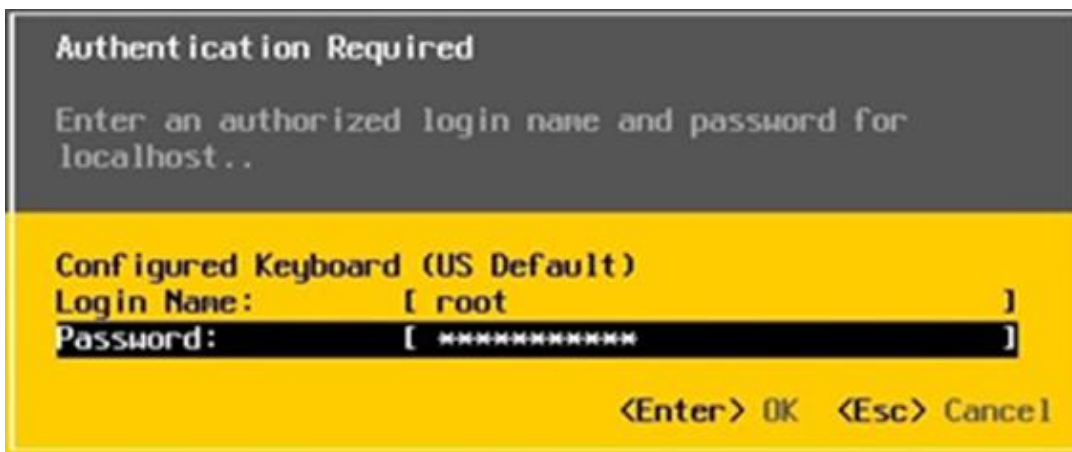 Authentication Required
Enter an authorized login name and password for
localhost..
Configured Keyboard (US Default)
Login Name: [ root ]
Password: [ *********** ]
<Enter> OK <Esc> Cancel